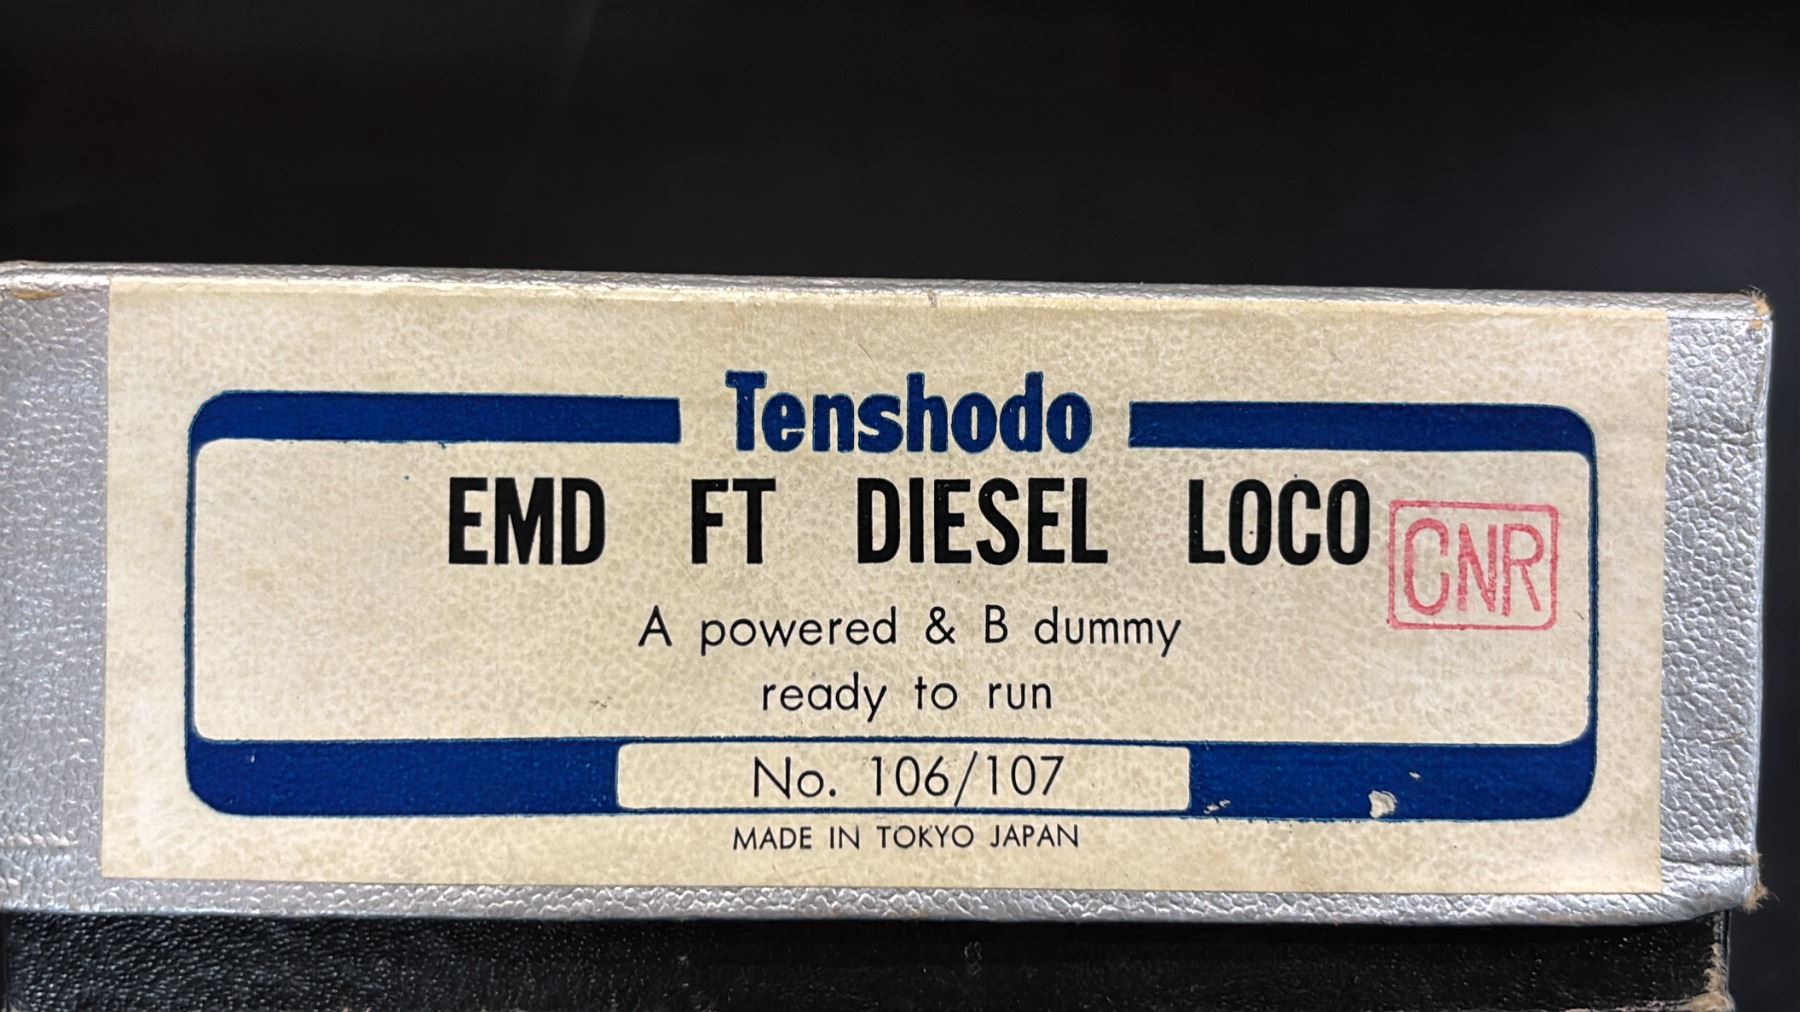 Tenshodo
EMD FT DIESEL LOCO
CNR
A powered & B dummy
ready to run
No. 106/107
MADE IN TOKYO JAPAN